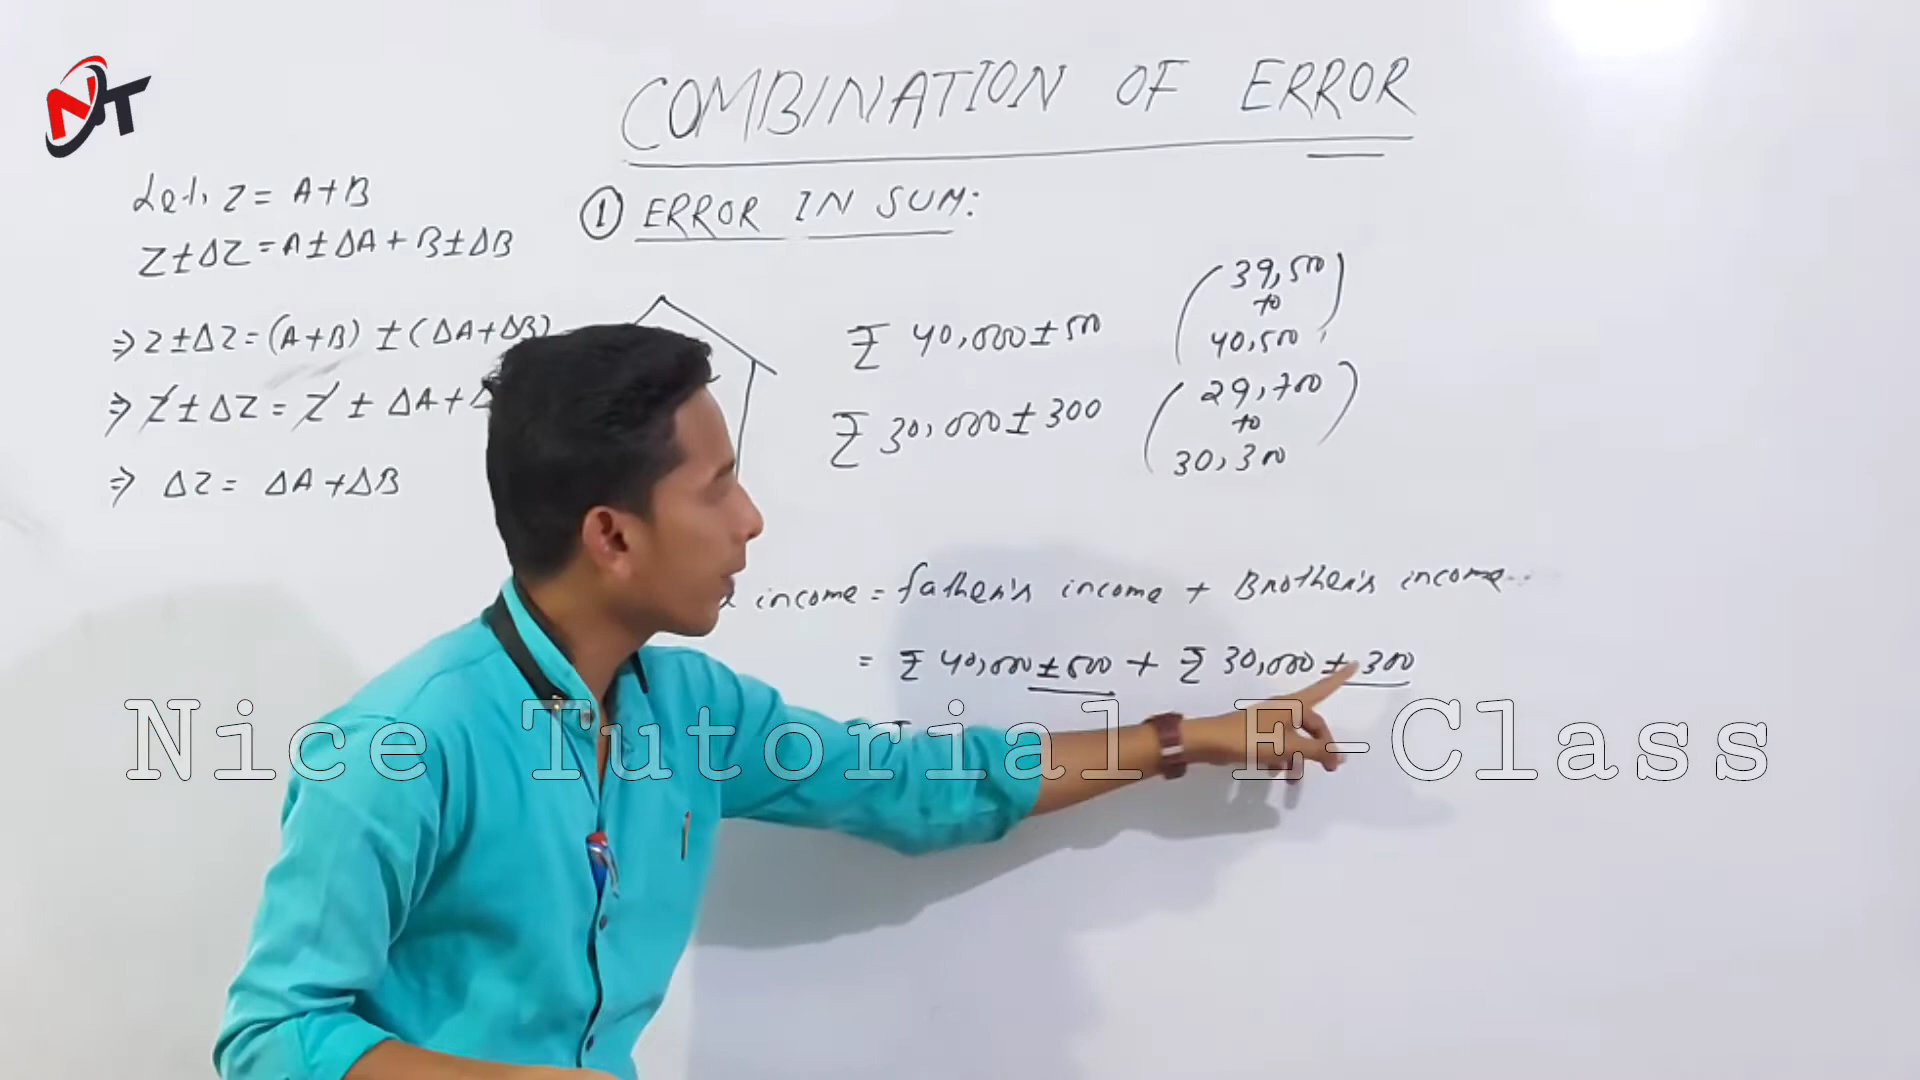 NT
COMBINATION OF ERROR
① ERROR IN SUM:
Let, Z = A+B
Z±ΔZ = A±ΔA + B±ΔB
⇒ Z±ΔZ = (A+B) ± (ΔA+ΔB)
⇒ Z±ΔZ = Z ± ΔA+
⇒ ΔZ = ΔA+ΔB
₹ 40,000±500
(39,500
to
40,500)
₹ 30,000±300
(29,700
to
30,300)
income = father's income + Brother's income
= ₹ 40,000±500 + ₹ 30,000±300
Nice Tutorial E-Class